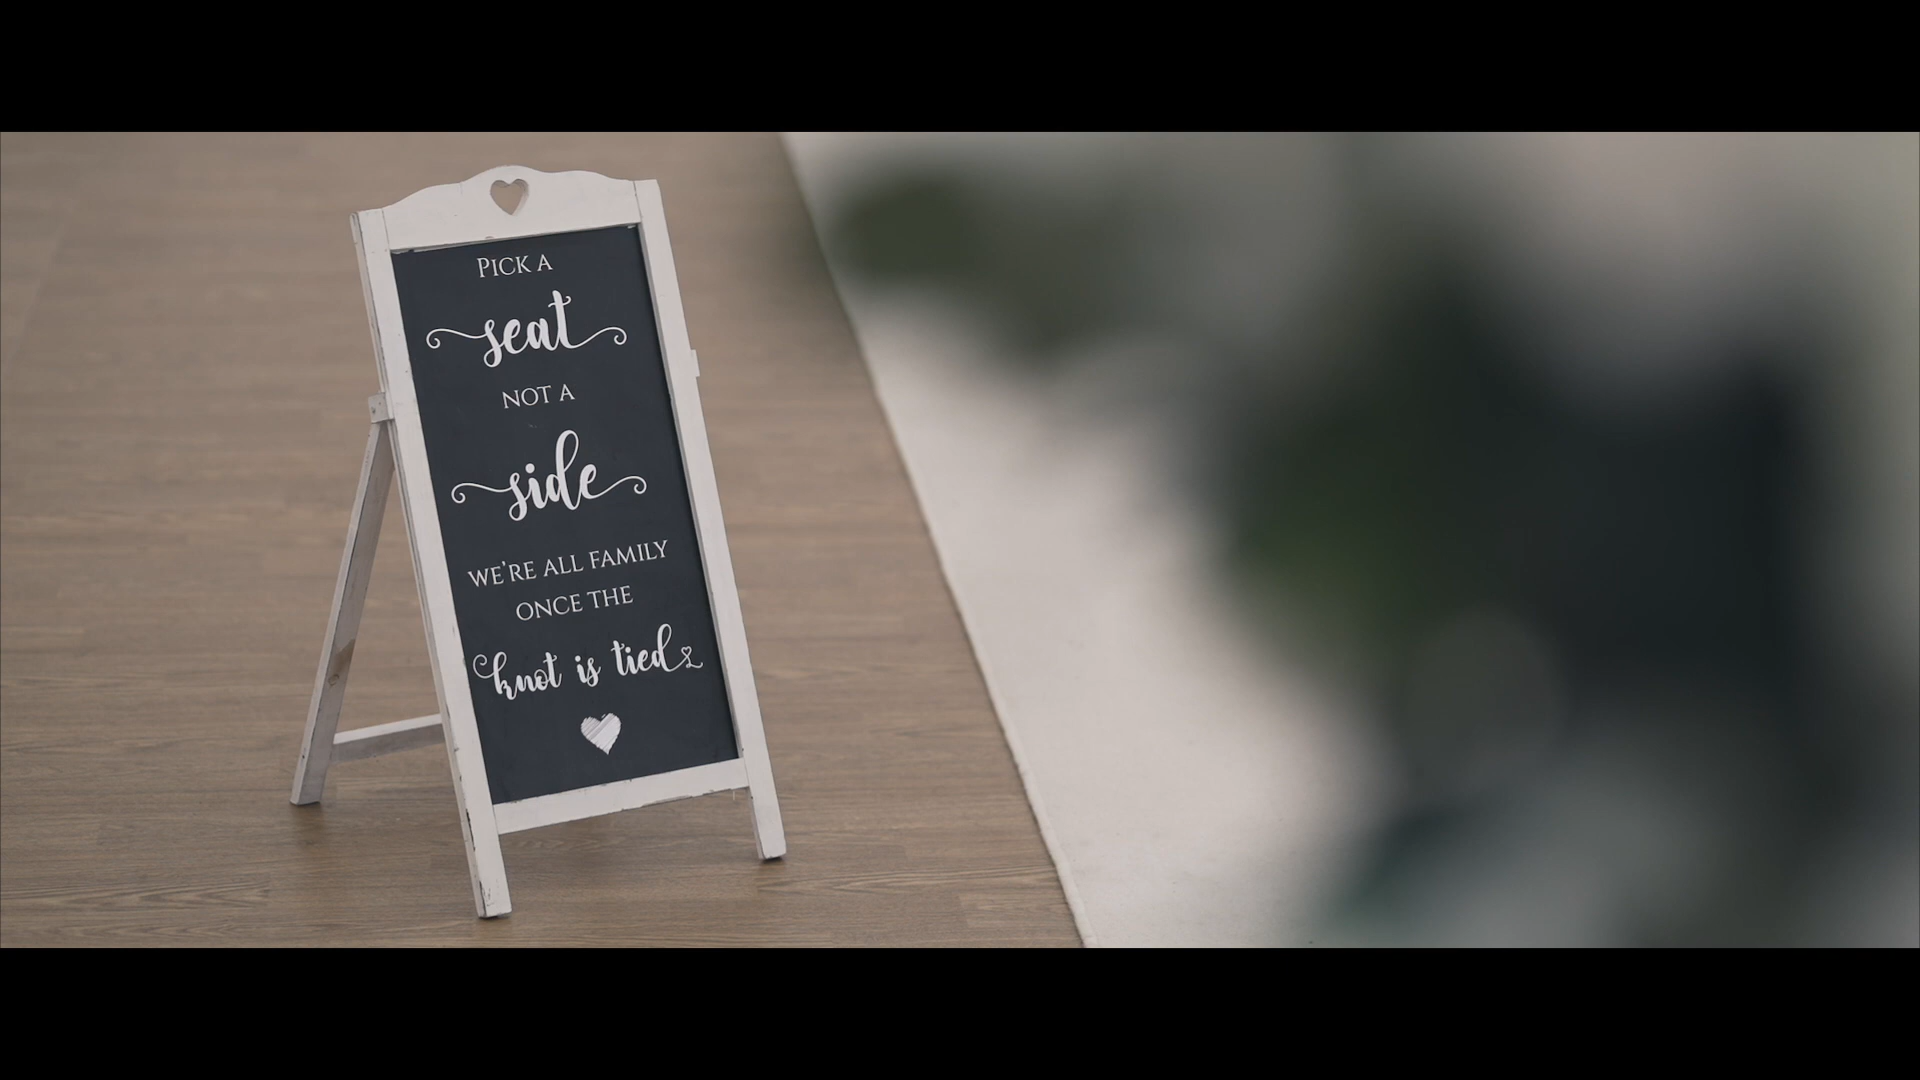 PICK A
seat
NOT A
side
WE'RE ALL FAMILY
ONCE THE
knot is tied